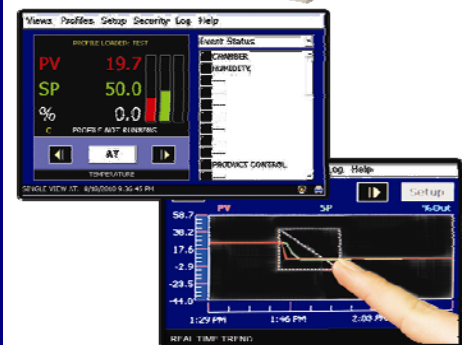 Views Profiles Setup Security Log Help
PROFILE LOADED: TEST
PV 19.7
SP 50.0
% 0.0
C PROFILE NOT RUNNING
AT
TEMPERATURE
Event Status
CHAMBER
HUMIDITY
PRODUCT CONTROL
SINGLE VIEW AT: 9:36:45 PM
Log Help
Setup
PV SP %Out
58.7
38.2
17.6
-2.9
-23.5
-44.0
1:29 PM 1:46 PM 2:03 PM
REAL TIME TREND